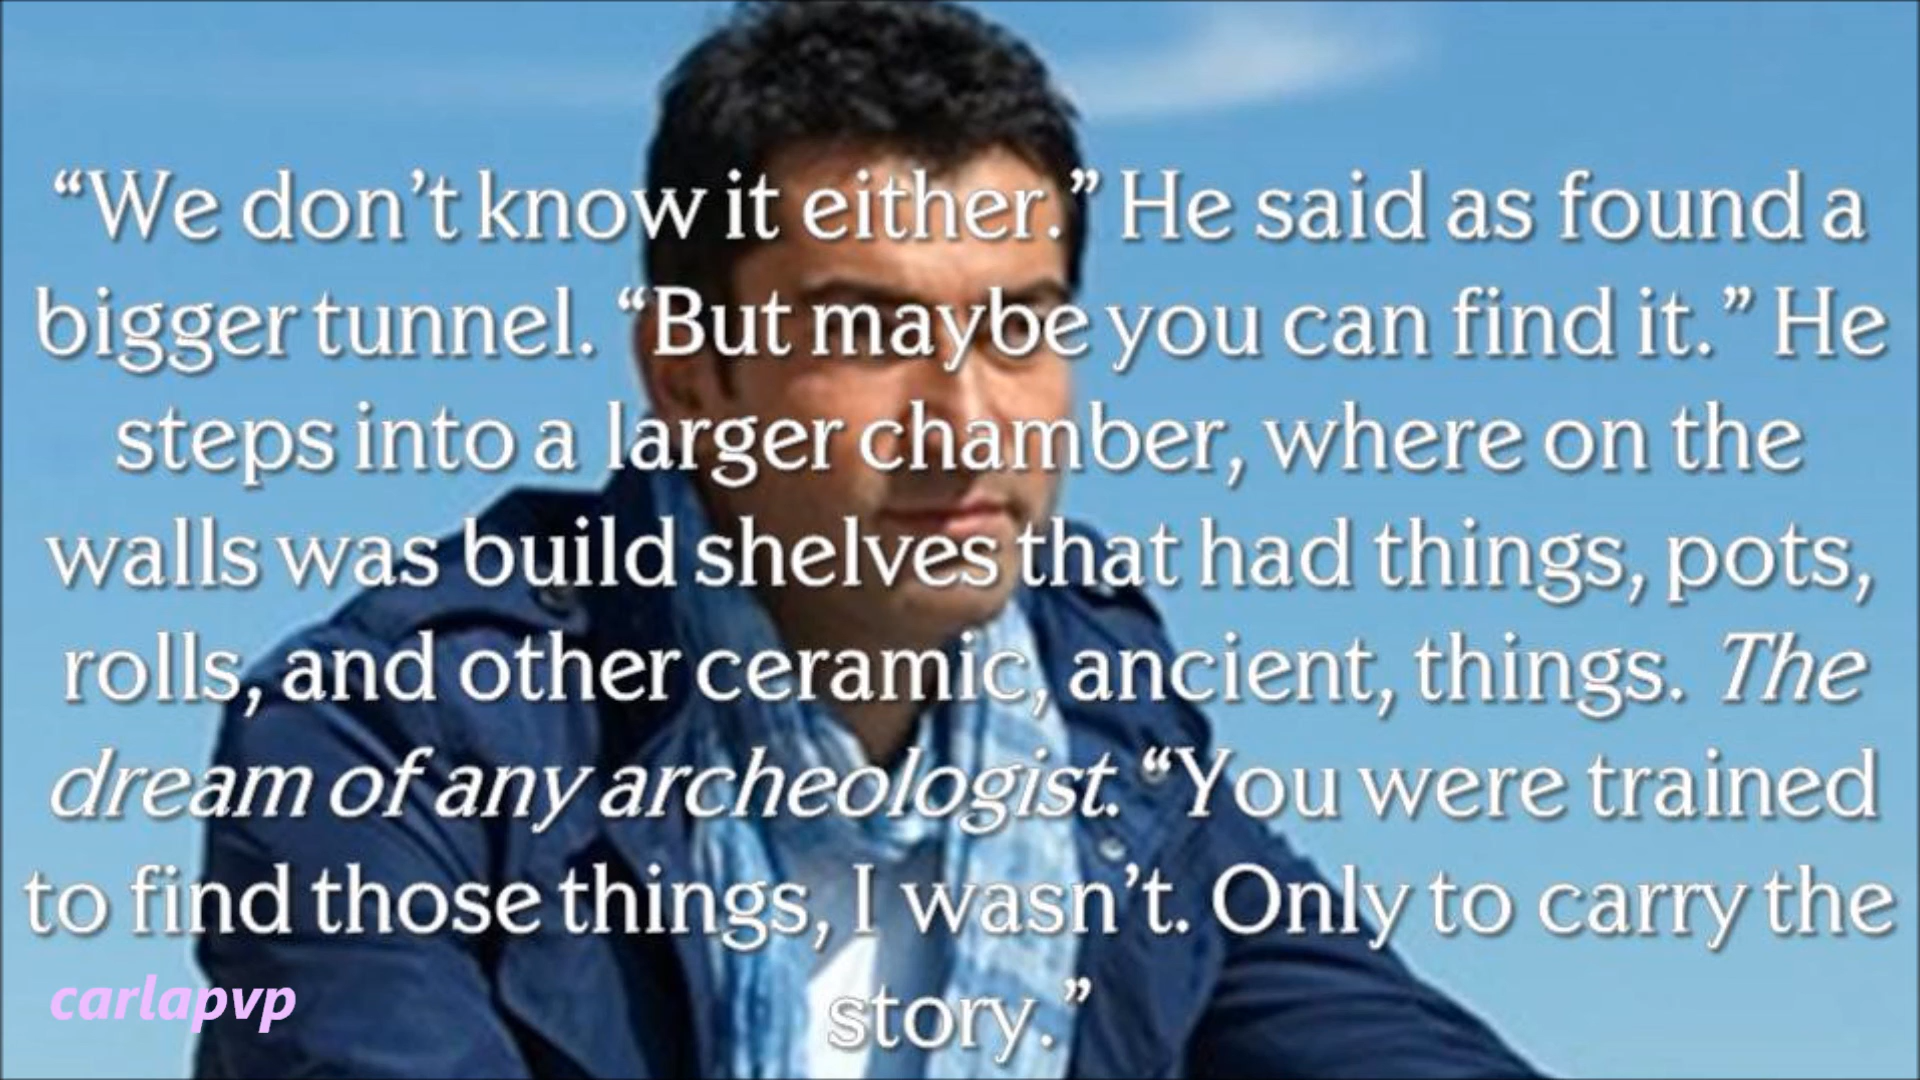 “We don’t know it either.” He said as found a
bigger tunnel. “But maybe you can find it.” He
steps into a larger chamber, where on the
walls was build shelves that had things, pots,
rolls, and other ceramic, ancient, things. The
dream of any archeologist. “You were trained
to find those things, I wasn’t. Only to carry the
story.”
carlapvp